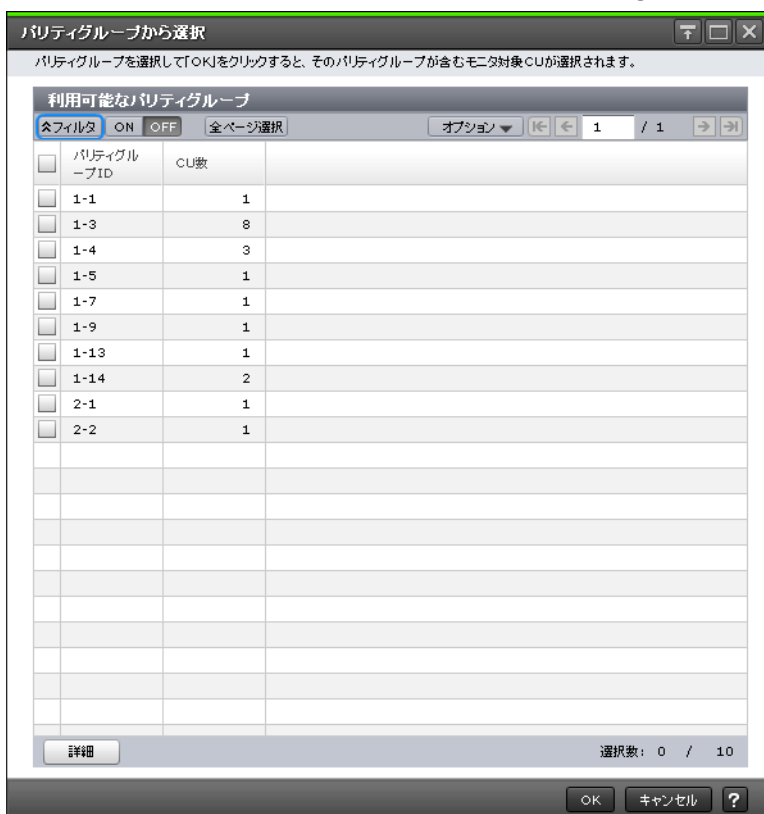 パリティグループから選択
パリティグループを選択して「OK」をクリックすると、そのパリティグループが含むモニタ対象CUが選択されます。
利用可能なパリティグループ
フィルタ ON OFF 全ページ選択 オプション 1 / 1
パリティグル
ープID CU数
1-1 1
1-3 8
1-4 3
1-5 1
1-7 1
1-9 1
1-13 1
1-14 2
2-1 1
2-2 1
詳細 選択数: 0 / 10
OK キャンセル ?